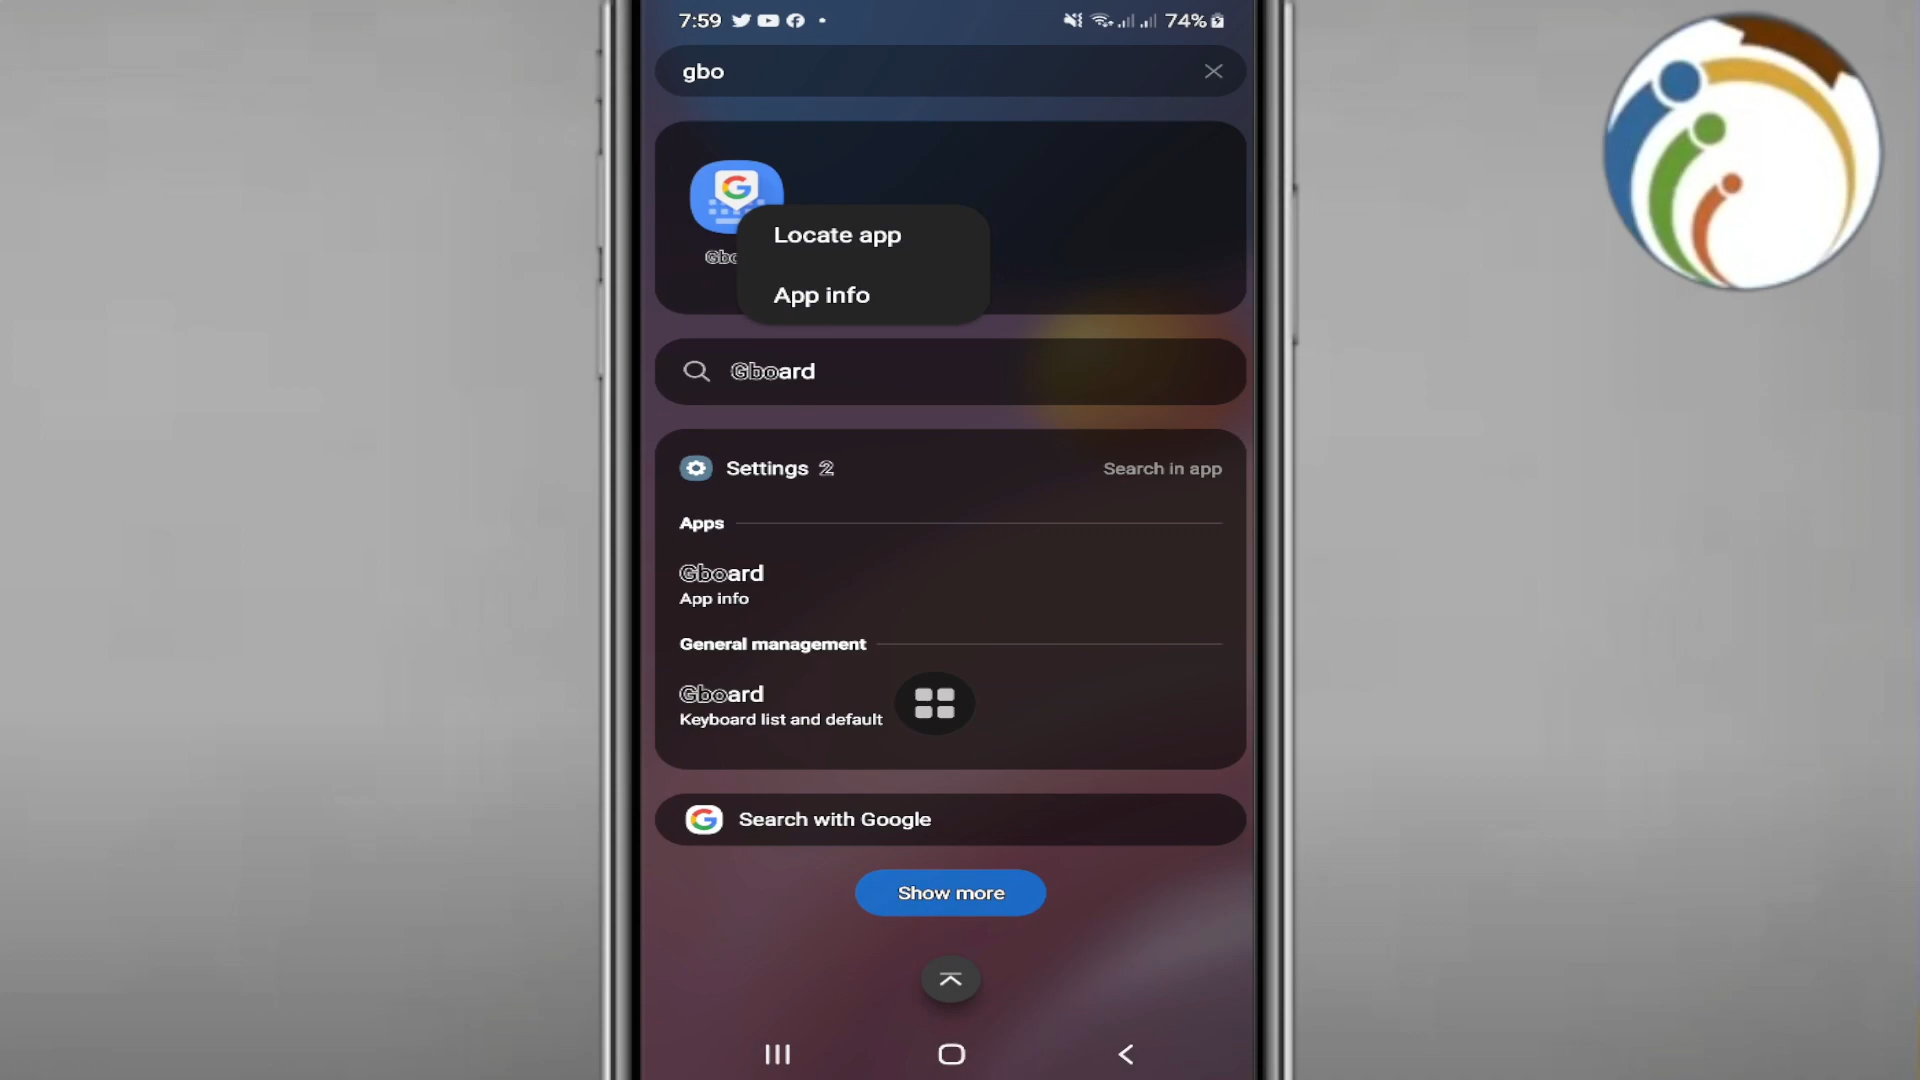 7:59 74%
gbo
Gbo
Locate app
App info
Gboard
Settings 2 Search in app
Apps
Gboard
App info
General management
Gboard
Keyboard list and default
Search with Google
Show more